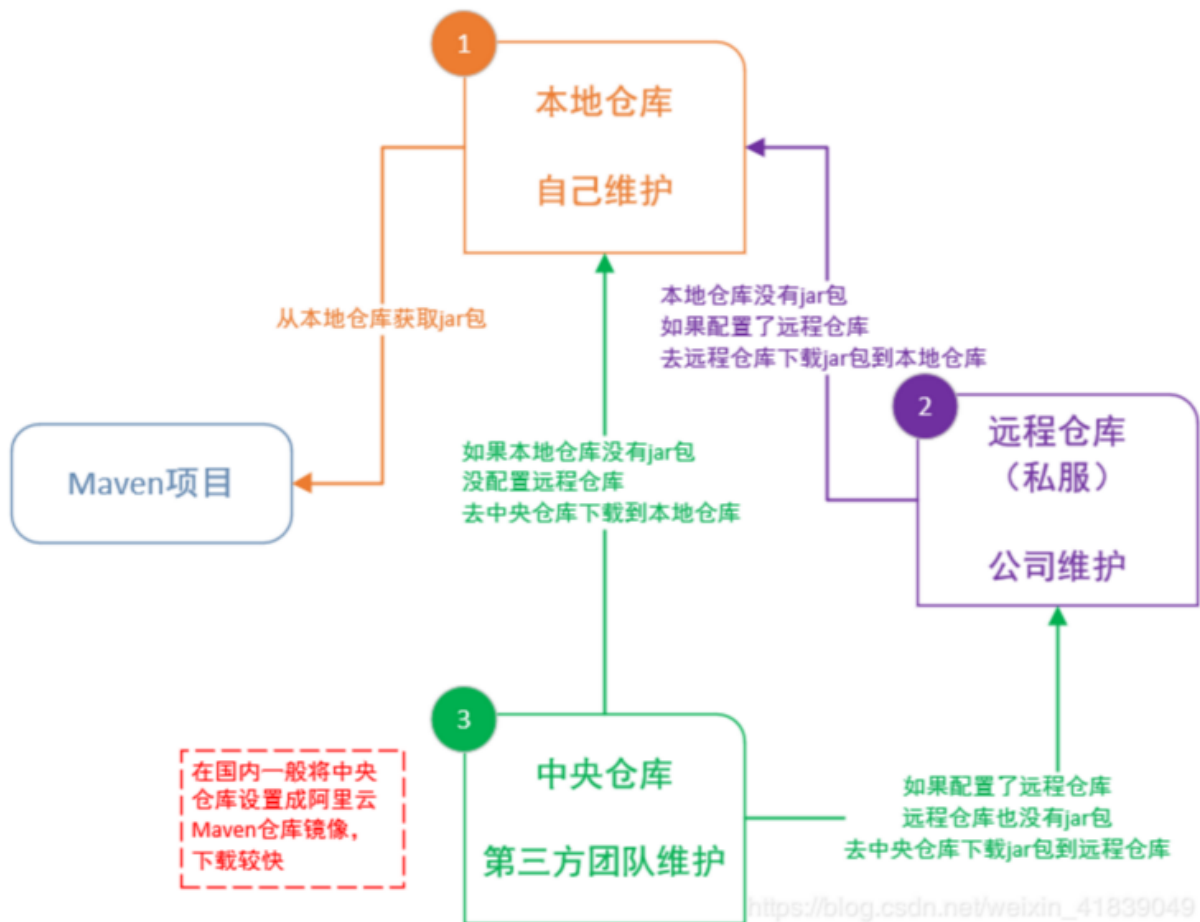 1
本地仓库
自己维护
从本地仓库获取jar包
本地仓库没有jar包
如果配置了远程仓库
去远程仓库下载jar包到本地仓库
2
远程仓库
（私服）
公司维护
Maven项目
如果本地仓库没有jar包
没配置远程仓库
去中央仓库下载到本地仓库
3
中央仓库
第三方团队维护
在国内一般将中央
仓库设置成阿里云
Maven仓库镜像，
下载较快
如果配置了远程仓库
远程仓库也没有jar包
去中央仓库下载jar包到远程仓库
https://blog.csdn.net/weixin_41839049